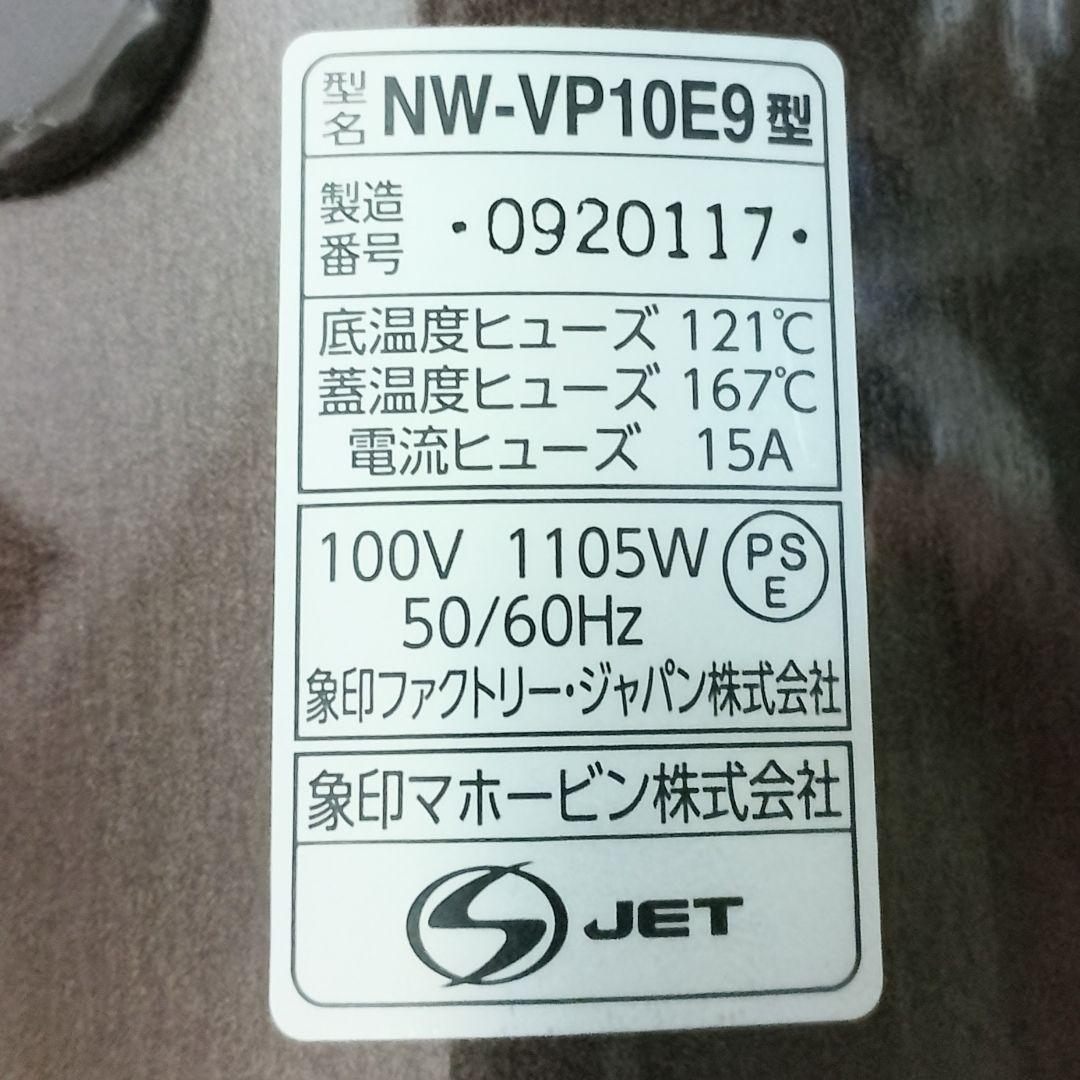 型名 NW-VP10E9型
製造番号 ・0920117・
底温度ヒューズ 121℃
蓋温度ヒューズ 167℃
電流ヒューズ 15A
100V 1105W PSE
50/60Hz
象印ファクトリー・ジャパン株式会社
象印マホービン株式会社
S JET